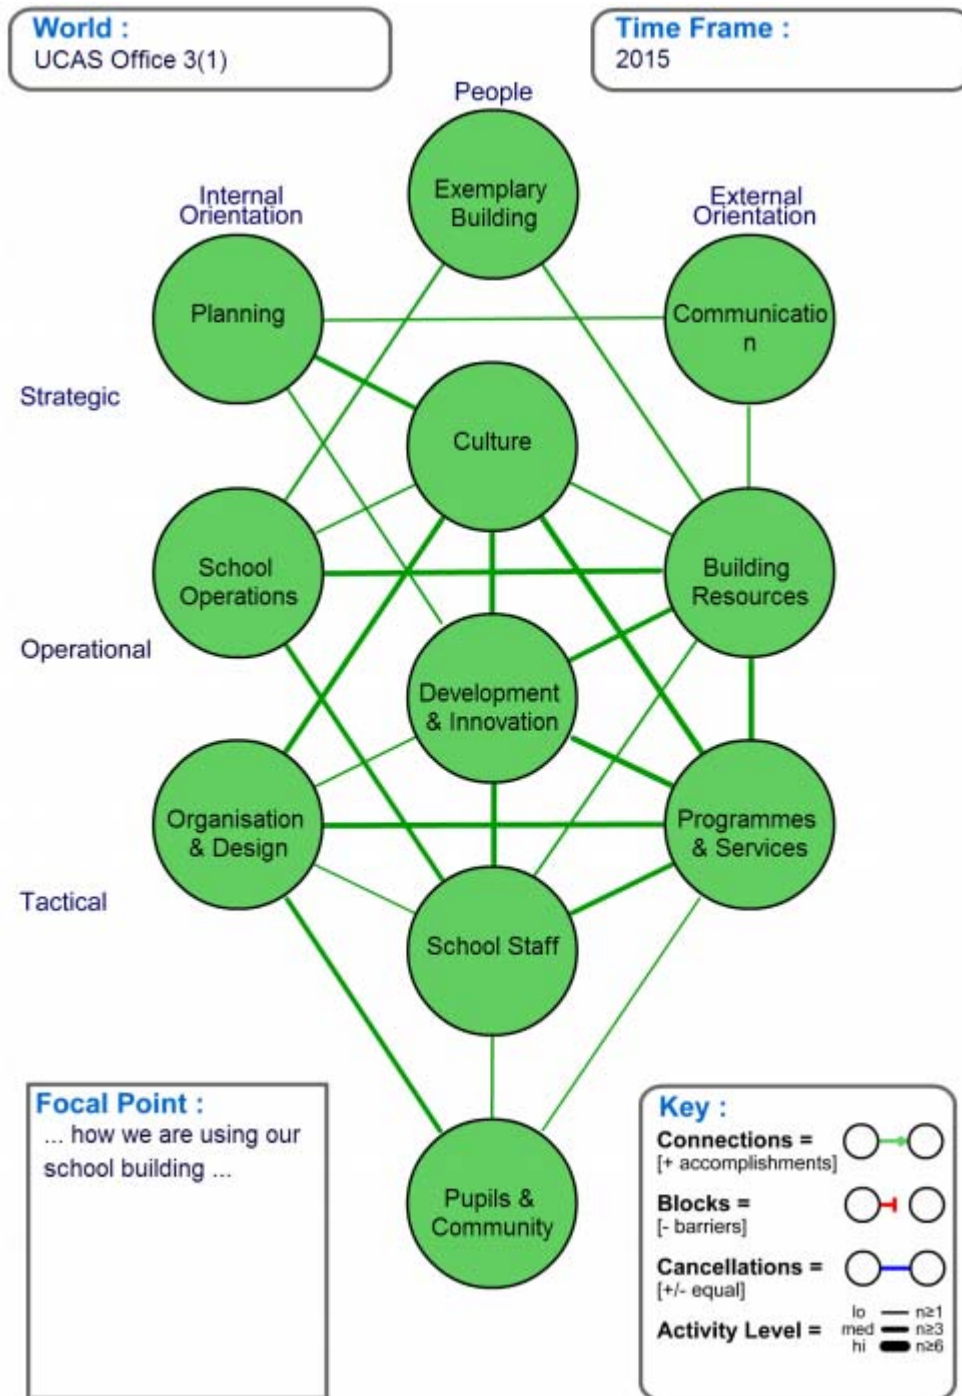 World :
UCAS Office 3(1)
Time Frame :
2015
People
Exemplary
Building
Internal
Orientation
External
Orientation
Planning
Communicatio
n
Strategic
Culture
School
Operations
Building
Resources
Operational
Development
& Innovation
Organisation
& Design
Programmes
& Services
Tactical
School Staff
Pupils &
Community
Focal Point :
... how we are using our
school building ...
Key :
Connections =
[+ accomplishments]
Blocks =
[- barriers]
Cancellations =
[+/- equal]
Activity Level =
lo n≥1
med n≥3
hi n≥6